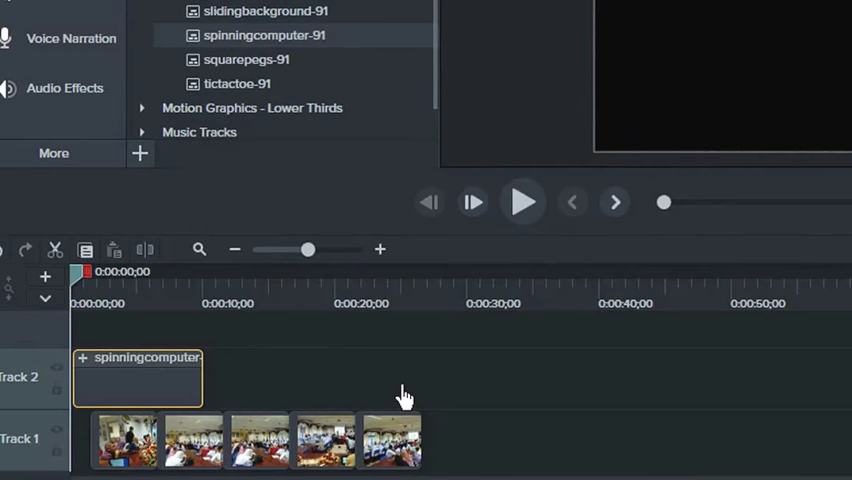 slidingbackground-91
Voice Narration
spinningcomputer-91
squarepegs-91
Audio Effects
tictactoe-91
Motion Graphics - Lower Thirds
Music Tracks
More
0:00:00;00
0:00:00;00 0:00:10;00 0:00:20;00 0:00:30;00 0:00:40;00 0:00:50;00
spinningcomputer-
Track 2
Track 1